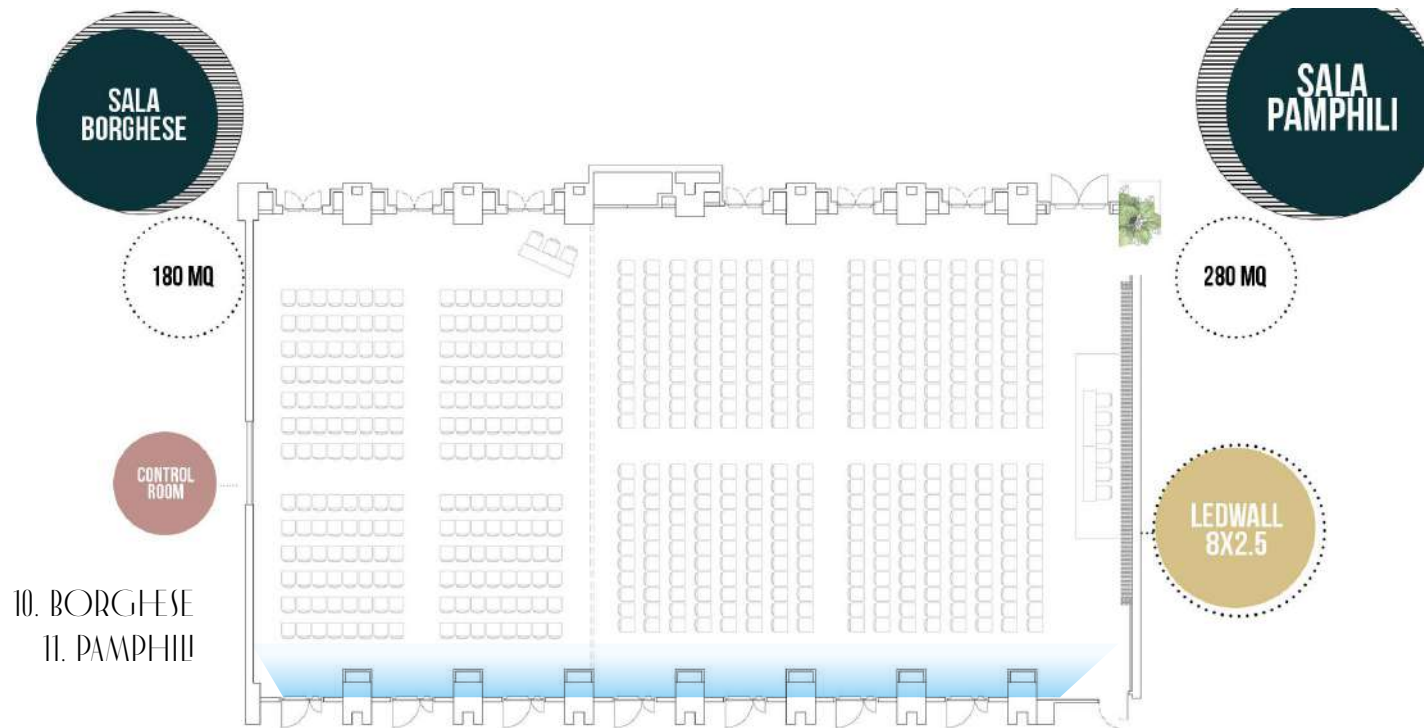 SALA
BORGHESE
SALA
PAMPHILI
180 MQ
280 MQ
CONTROL
ROOM
LEDWALL
8X2.5
10. BORGHESE
11. PAMPHILI